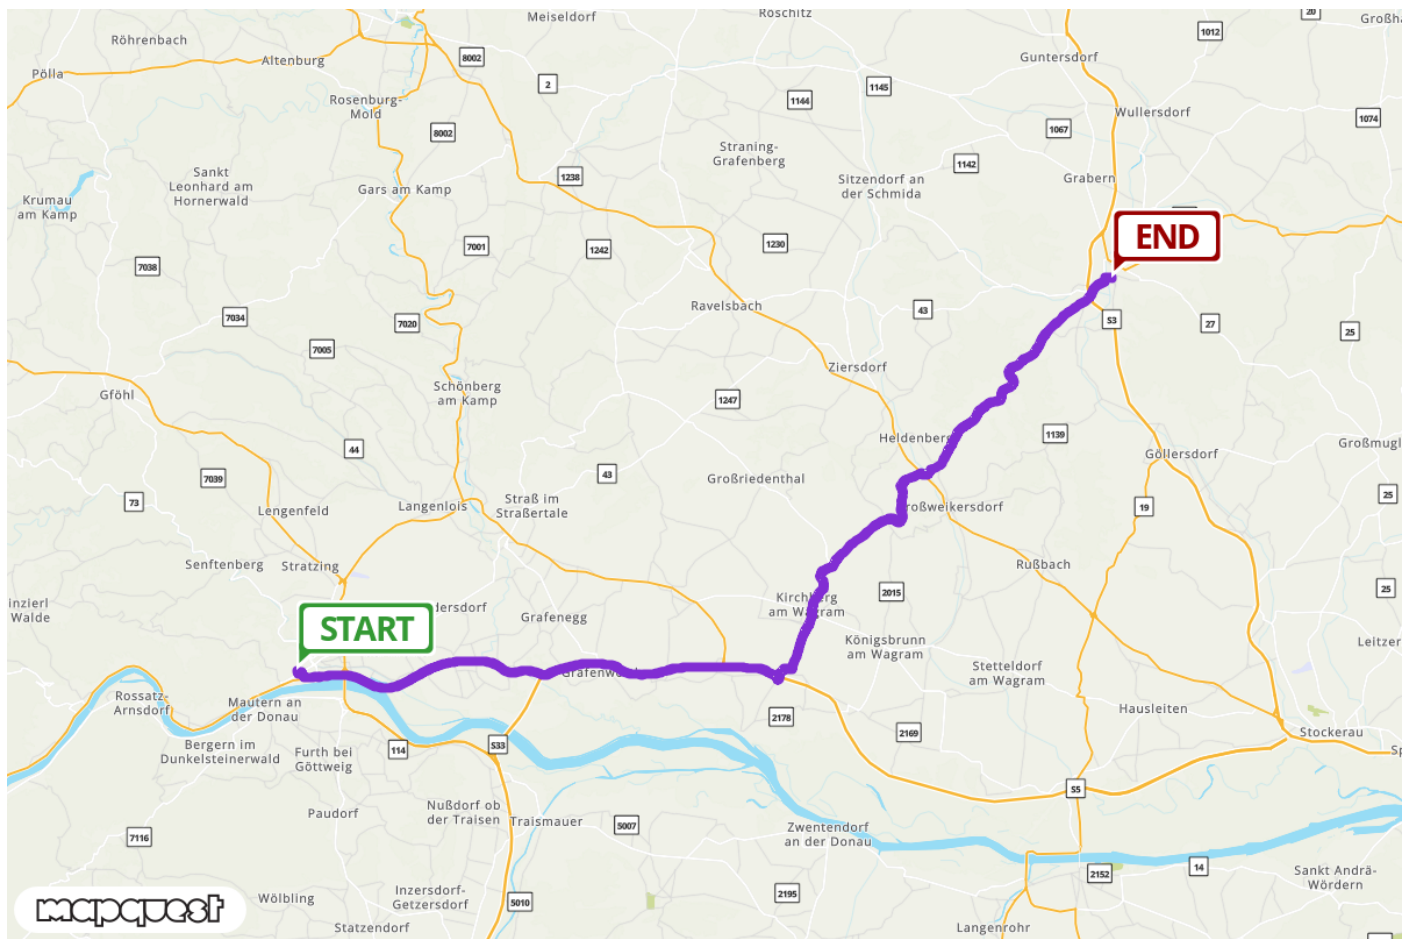 Meiseldorf
Röschitz
20
Großh
Röhrenbach
1012
Altenburg
8002
Guntersdorf
Pölla
2
1145
Rosenburg-
Mold
1144
Wullersdorf
1074
8002
1067
Straning-
Grafenberg
1142
Sankt
Leonhard am
Hornerwald
1238
Sitzendorf an
der Schmida
Grabern
Gars am Kamp
Krumau
am Kamp
END
7001
1242
1230
7038
Ravelsbach
43
7034
7020
S3
27
25
7005
Ziersdorf
Schönberg
am Kamp
Gföhl
1247
Heldenberg
1139
Großmugl
44
Göllersdorf
7039
43
Großriedenthal
25
73
Lengenfeld
Langenlois
Straß im
Straßertale
roßweikersdorf
19
Senftenberg
Stratzing
Rußbach
inzierl
Walde
dersdorf
Grafenegg
Kirchberg
am Wagram
2015
25
START
Königsbrunn
am Wagram
Leitzer
Grafenwo
Stetteldorf
am Wagram
Rossatz-
Arnsdorf
Mautern an
der Donau
2178
Hausleiten
2169
Stockerau
Bergern im
Dunkelsteinerwald
Furth bei
Göttweig
114
S33
Sp
S5
Paudorf
Nußdorf ob
der Traisen
Traismauer
5007
Zwentendorf
an der Donau
7116
14
2152
Sankt Andrä-
Wördern
Inzersdorf-
Getzersdorf
2195
Wölbling
5010
mapquest
Statzendorf
Langenrohr